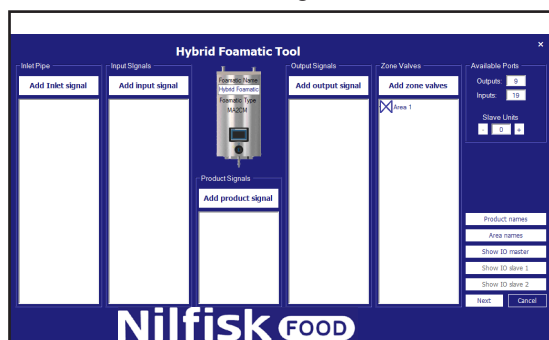 Hybrid Foamatic Tool
×
Inlet Pipe
Add Inlet signal
Input Signals
Add input signal
Foamatic Name
Hybrid Foamatic
Foamatic Type
MA2CM
Product Signals
Add product signal
Output Signals
Add output signal
Zone Valves
Add zone valves
Area 1
Available Ports
Outputs: 9
Inputs: 19
Slave Units
- 0 +
Product names
Area names
Show IO master
Show IO slave 1
Show IO slave 2
Next Cancel
Nilfisk FOOD